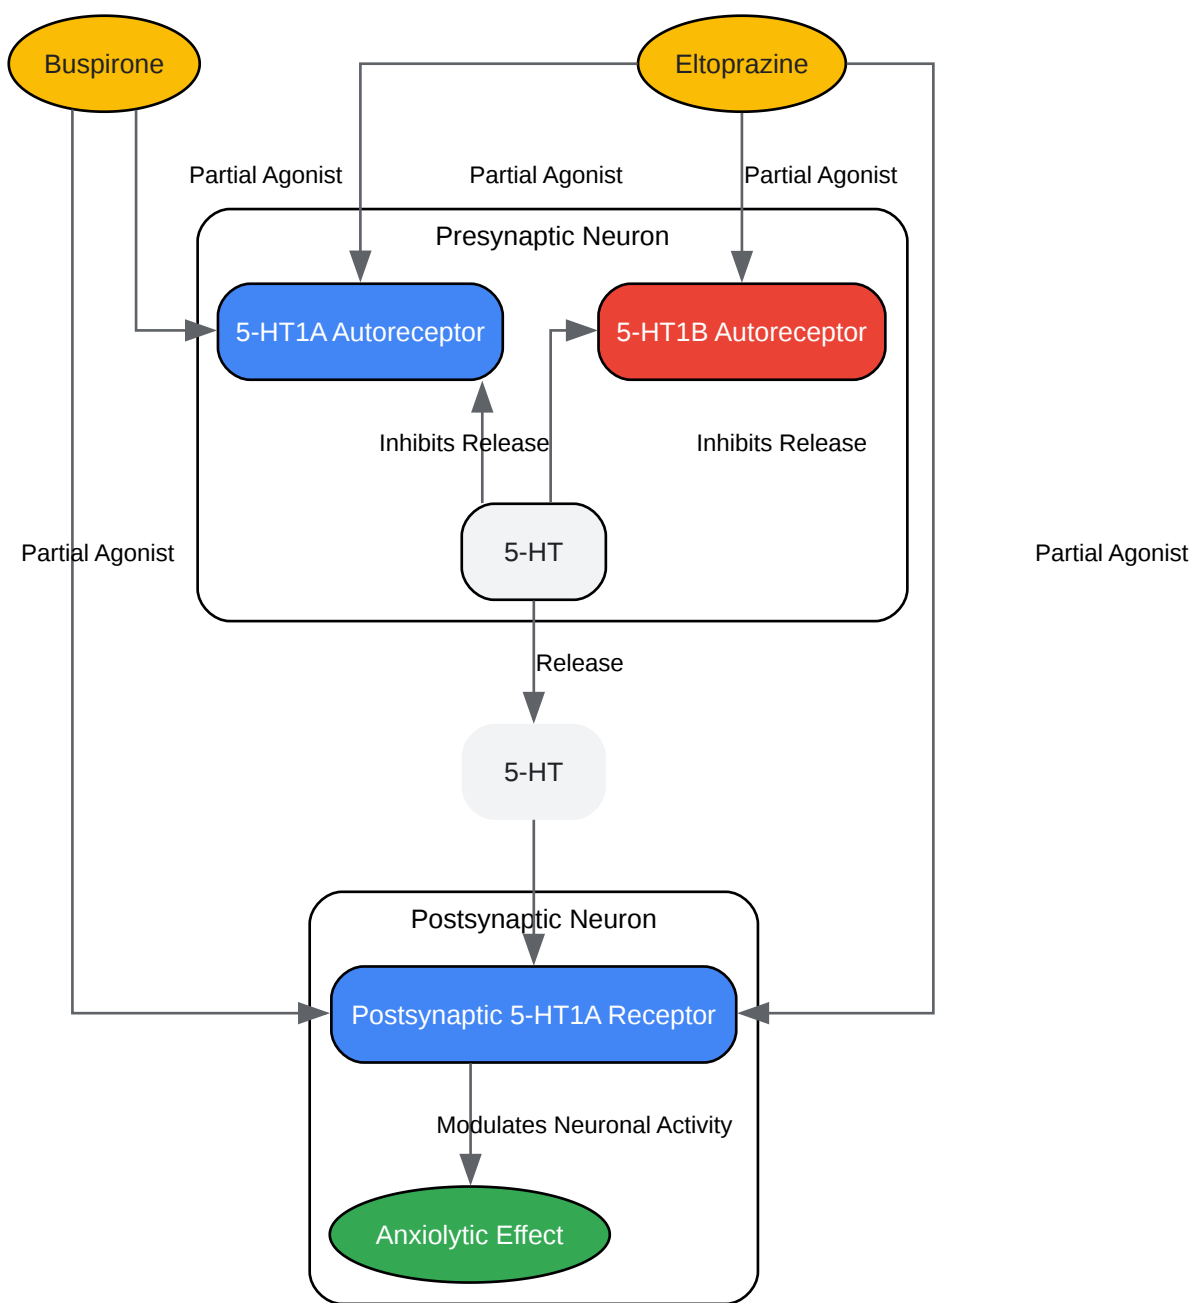 Buspirone
Eltoprazine
Partial Agonist
Partial Agonist
Partial Agonist
Presynaptic Neuron
5-HT1A Autoreceptor
5-HT1B Autoreceptor
Inhibits Release
Inhibits Release
5-HT
Partial Agonist
Partial Agonist
Release
5-HT
Postsynaptic Neuron
Postsynaptic 5-HT1A Receptor
Modulates Neuronal Activity
Anxiolytic Effect